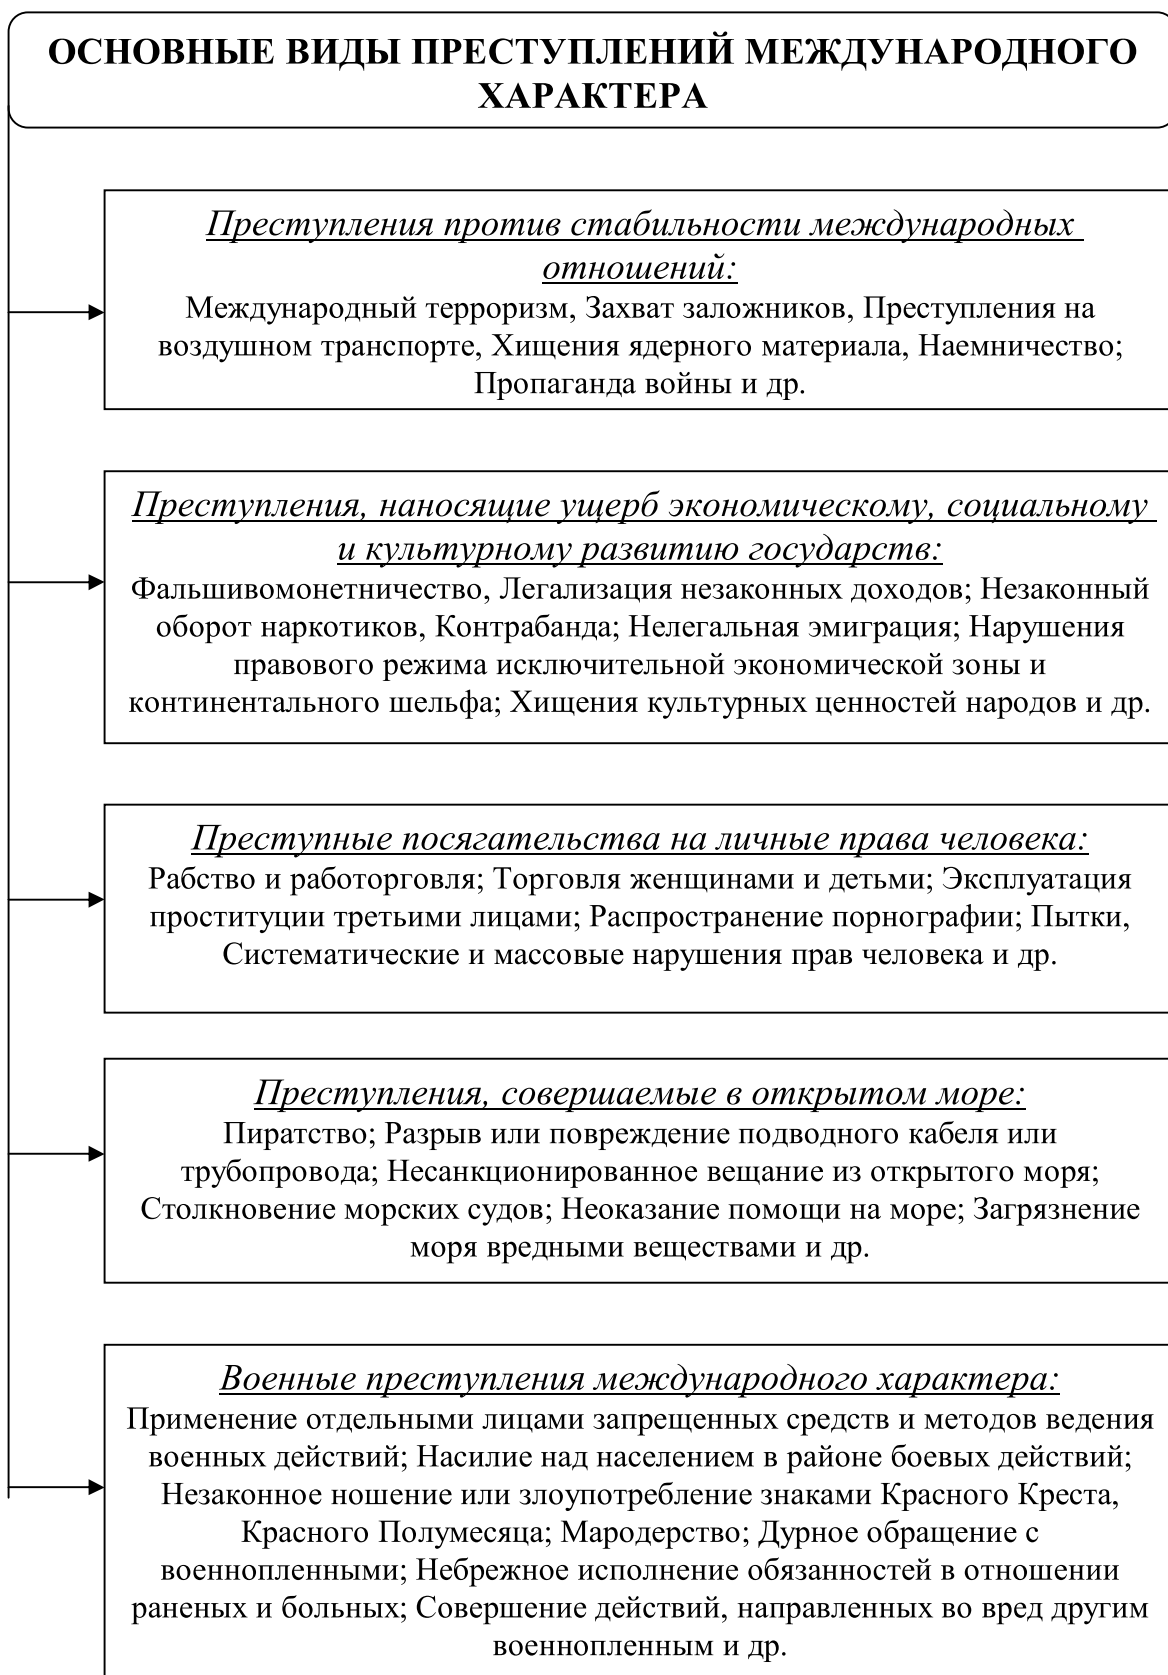 ОСНОВНЫЕ ВИДЫ ПРЕСТУПЛЕНИЙ МЕЖДУНАРОДНОГО
ХАРАКТЕРА
Преступления против стабильности международных
отношений:
Международный терроризм, Захват заложников, Преступления на
воздушном транспорте, Хищения ядерного материала, Наемничество;
Пропаганда войны и др.
Преступления, наносящие ущерб экономическому, социальному
и культурному развитию государств:
Фальшивомонетничество, Легализация незаконных доходов; Незаконный
оборот наркотиков, Контрабанда; Нелегальная эмиграция; Нарушения
правового режима исключительной экономической зоны и
континентального шельфа; Хищения культурных ценностей народов и др.
Преступные посягательства на личные права человека:
Рабство и работорговля; Торговля женщинами и детьми; Эксплуатация
проституции третьими лицами; Распространение порнографии; Пытки,
Систематические и массовые нарушения прав человека и др.
Преступления, совершаемые в открытом море:
Пиратство; Разрыв или повреждение подводного кабеля или
трубопровода; Несанкционированное вещание из открытого моря;
Столкновение морских судов; Неоказание помощи на море; Загрязнение
моря вредными веществами и др.
Военные преступления международного характера:
Применение отдельными лицами запрещенных средств и методов ведения
военных действий; Насилие над населением в районе боевых действий;
Незаконное ношение или злоупотребление знаками Красного Креста,
Красного Полумесяца; Мародерство; Дурное обращение с
военнопленными; Небрежное исполнение обязанностей в отношении
раненых и больных; Совершение действий, направленных во вред другим
военнопленным и др.